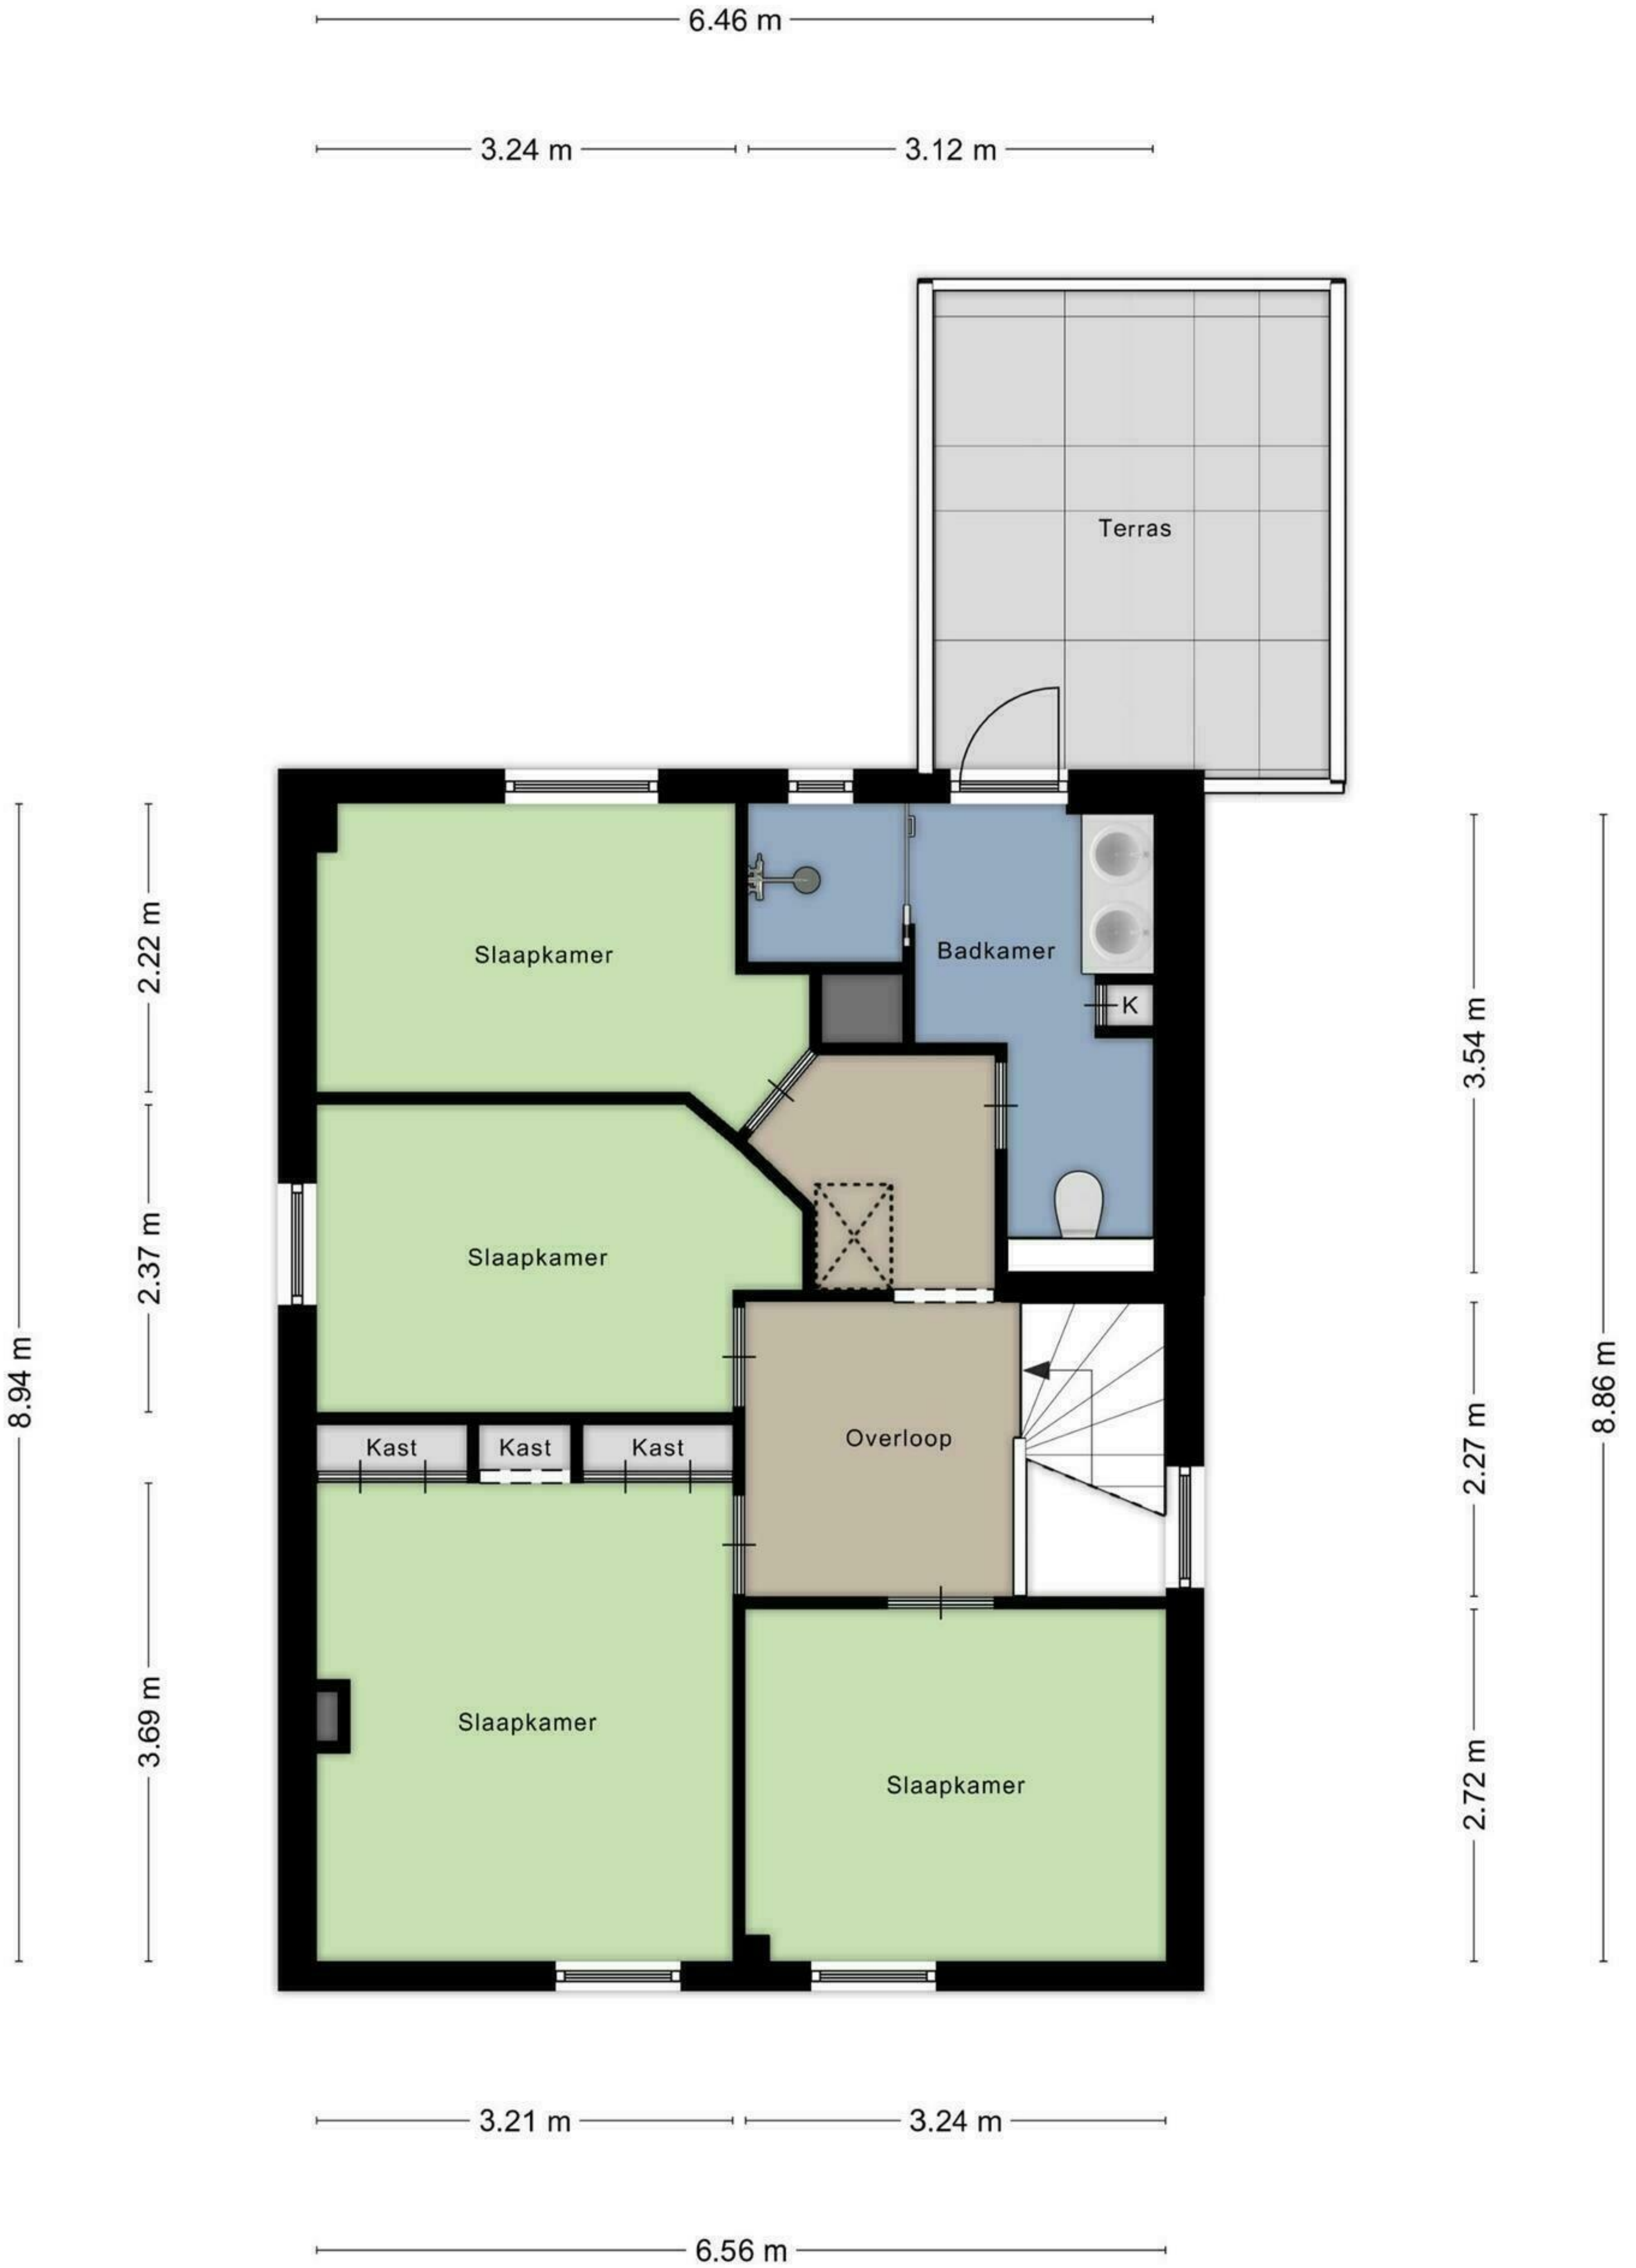 6.46 m
3.24 m
3.12 m
Terras
2.22 m
Slaapkamer
Badkamer
K
3.54 m
2.37 m
Slaapkamer
8.94 m
8.86 m
Kast
Kast
Kast
Overloop
2.27 m
3.69 m
Slaapkamer
Slaapkamer
2.72 m
3.21 m
3.24 m
6.56 m